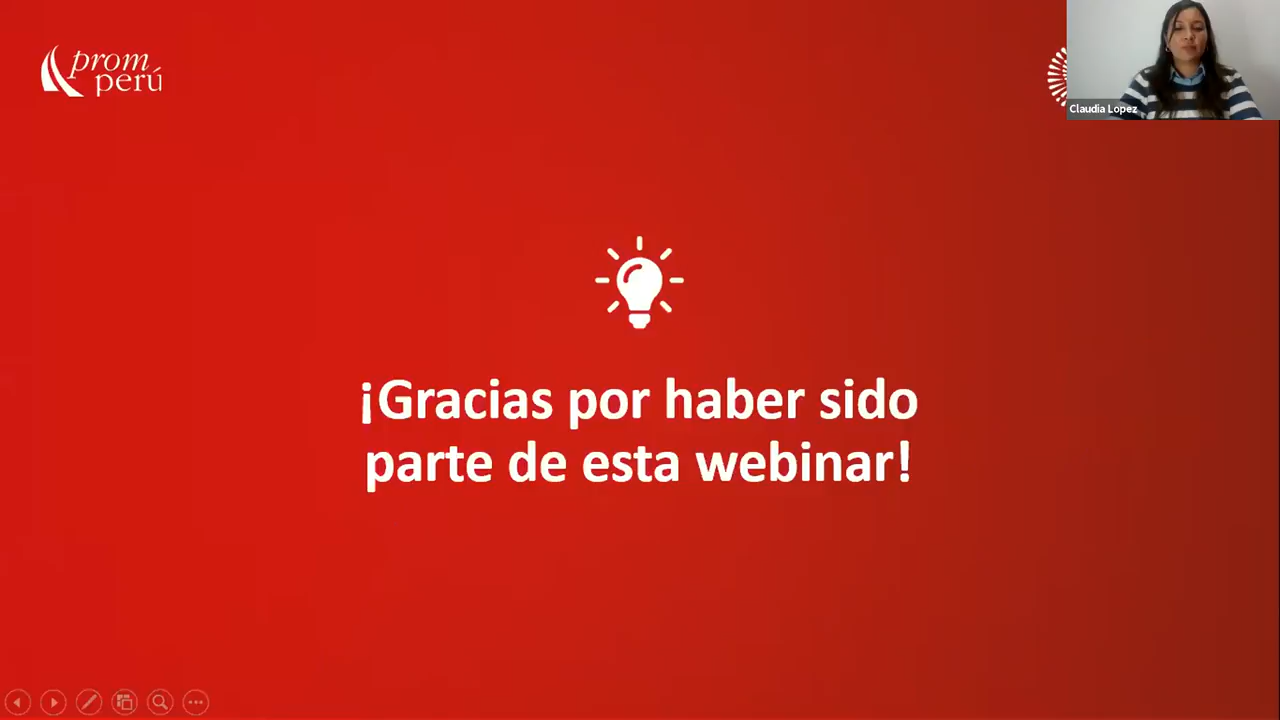 prom
perú
Claudia Lopez
¡Gracias por haber sido
parte de esta webinar!